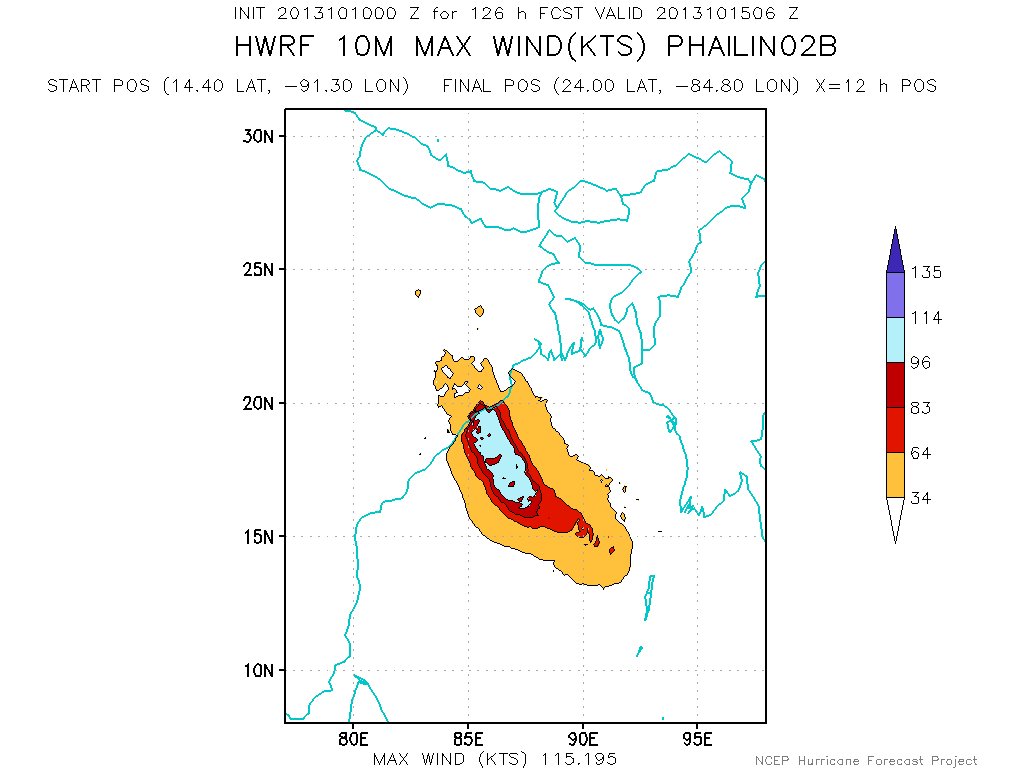 INIT 2013101000 Z for 126 h FCST VALID 2013101506 Z
HWRF 10M MAX WIND(KTS) PHAILIN02B
START POS (14.40 LAT, −91.30 LON) FINAL POS (24.00 LAT, −84.80 LON) X=12 h POS
30N
25N
20N
15N
10N
80E 85E 90E 95E
135
114
96
83
64
34
MAX WIND (KTS) 115.195
NCEP Hurricane Forecast Project